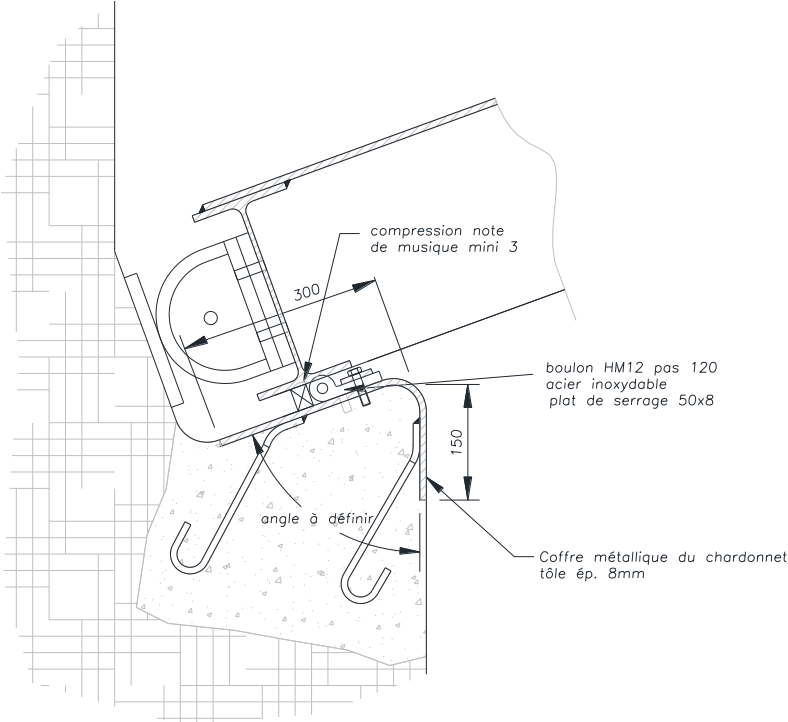 compression note
de musique mini 3
300
boulon HM12 pas 120
acier inoxydable
plat de serrage 50x8
150
angle à définir
Coffre métallique du chardonnet
tôle ép. 8mm